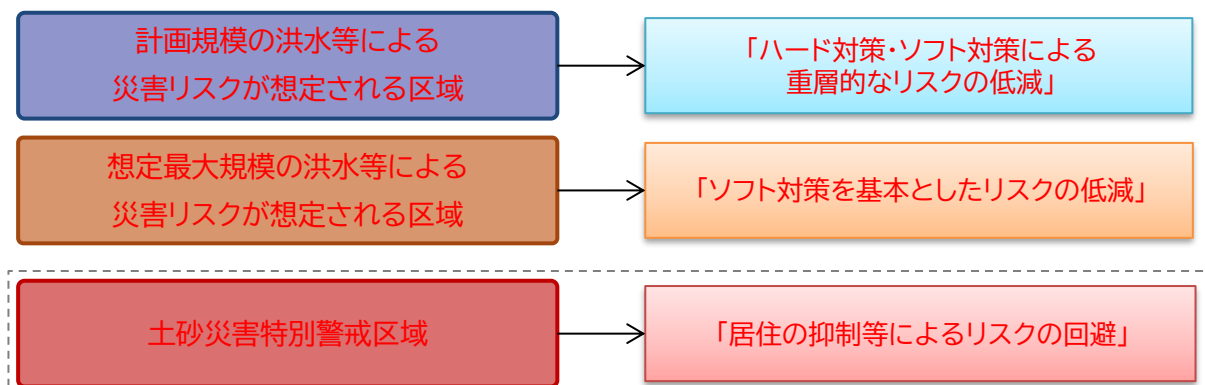 計画規模の洪水等による
災害リスクが想定される区域
「ハード対策・ソフト対策による
重層的なリスクの低減」
想定最大規模の洪水等による
災害リスクが想定される区域
「ソフト対策を基本としたリスクの低減」
土砂災害特別警戒区域
「居住の抑制等によるリスクの回避」